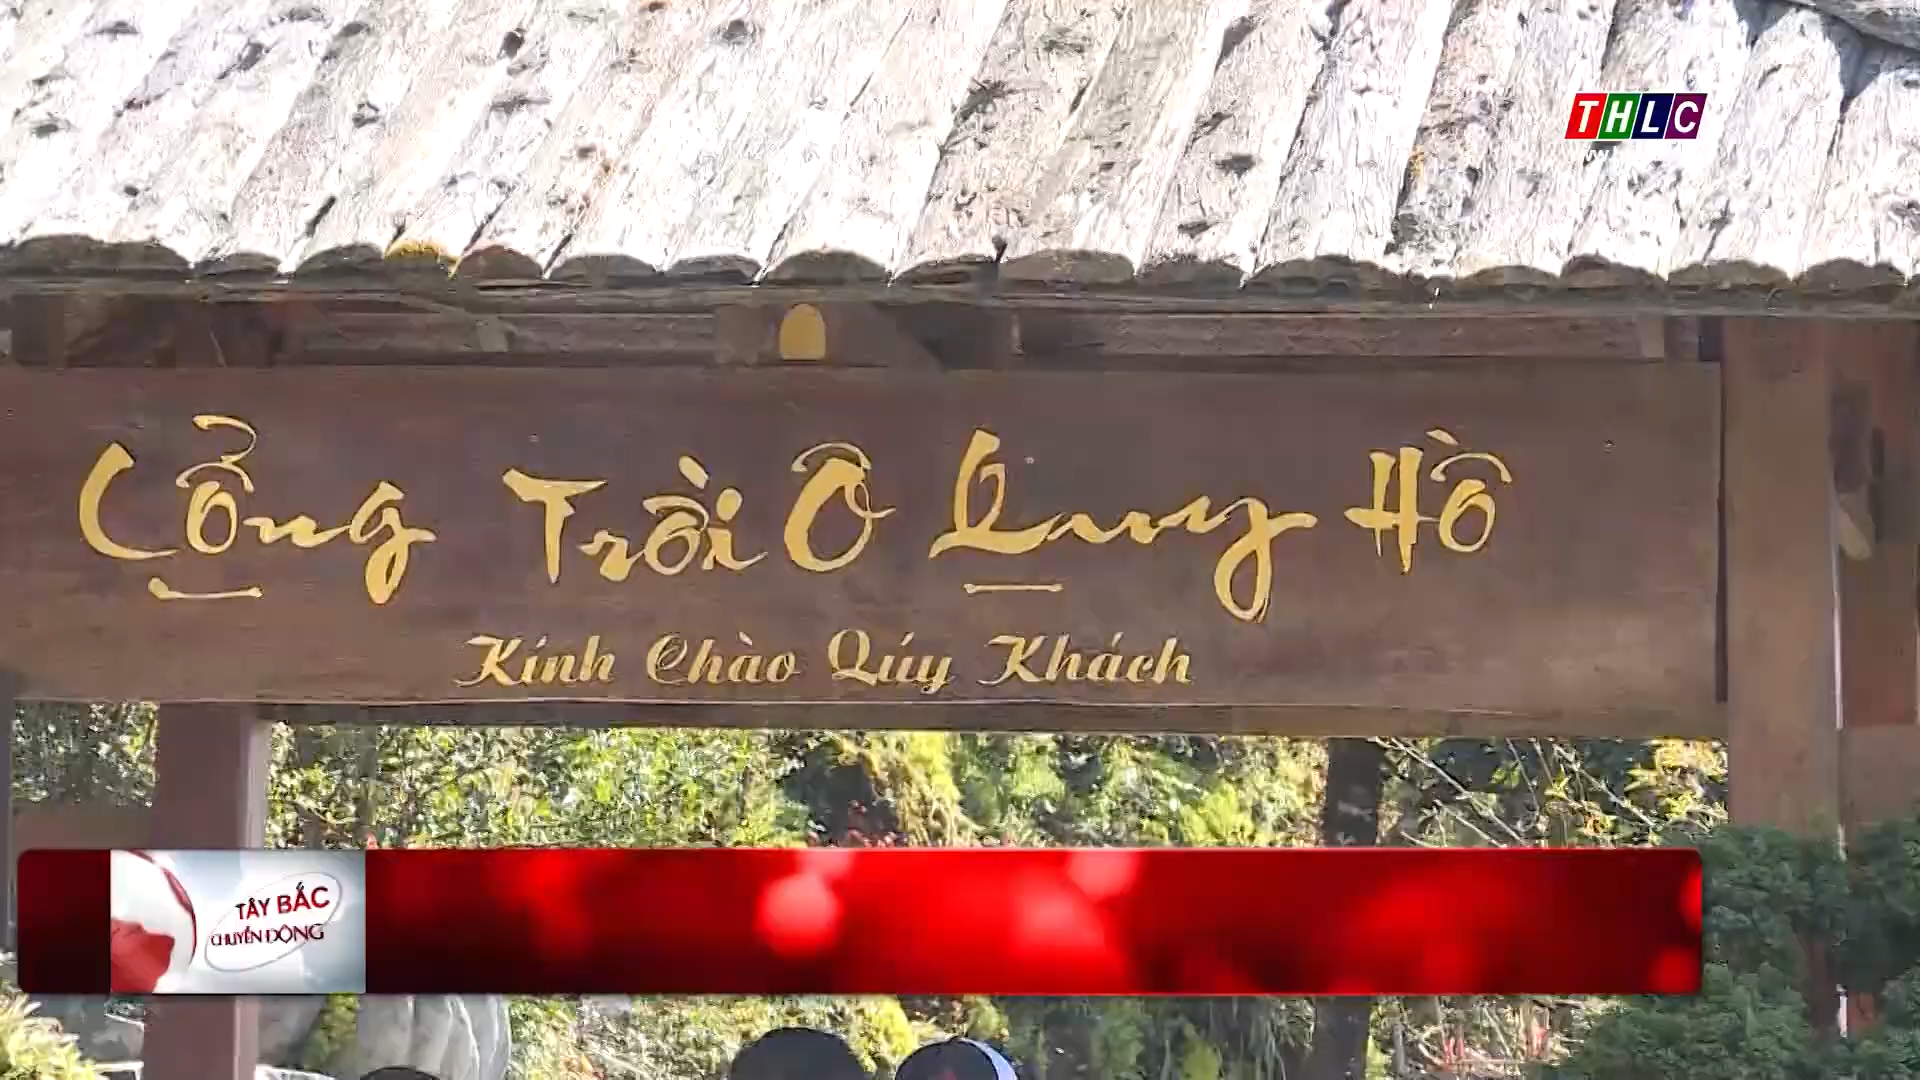 THLC
Cổng Trời Ô Quy Hồ
Kính Chào Qúy Khách
TÂY BẮC
CHUYỂN ĐỘNG